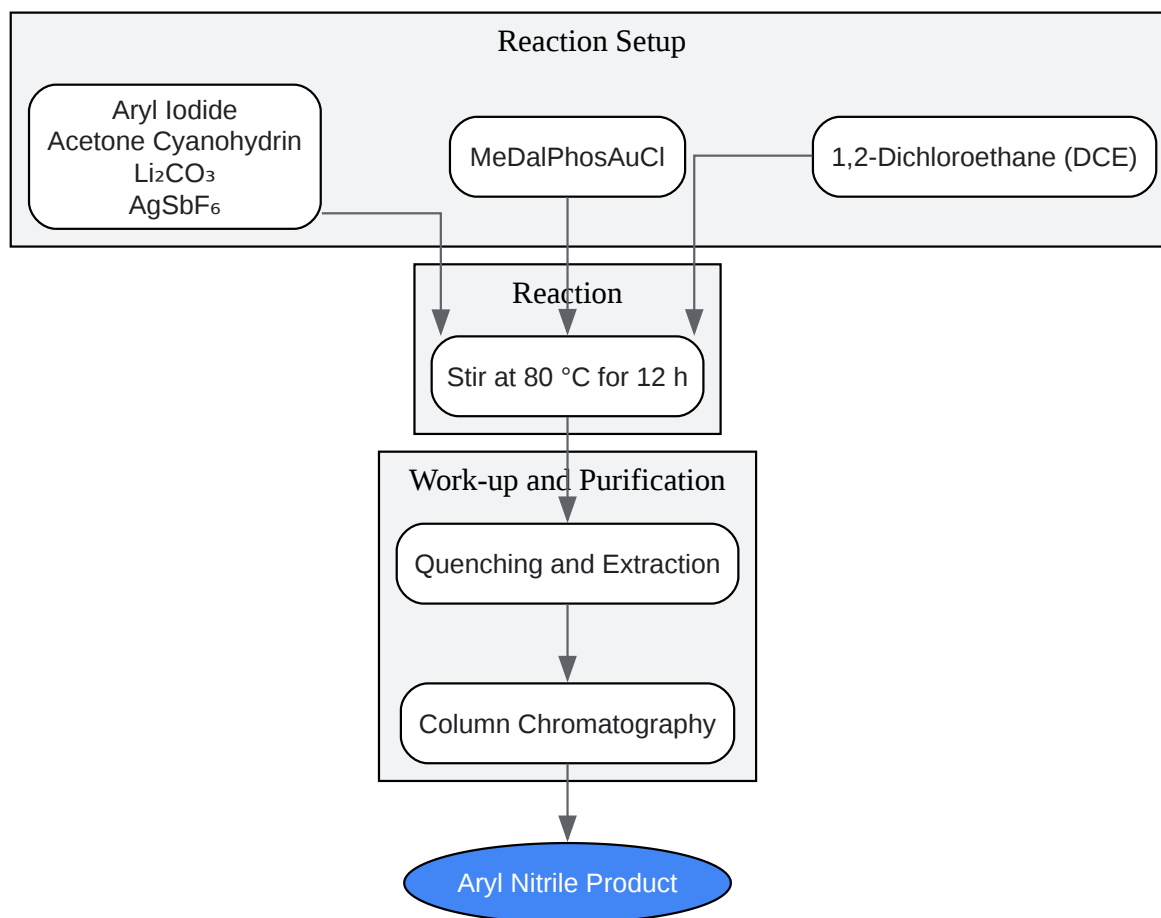 Reaction Setup
Aryl Iodide
Acetone Cyanohydrin
Li₂CO₃
AgSbF₆
MeDalPhosAuCl
1,2-Dichloroethane (DCE)
Reaction
Stir at 80 °C for 12 h
Work-up and Purification
Quenching and Extraction
Column Chromatography
Aryl Nitrile Product